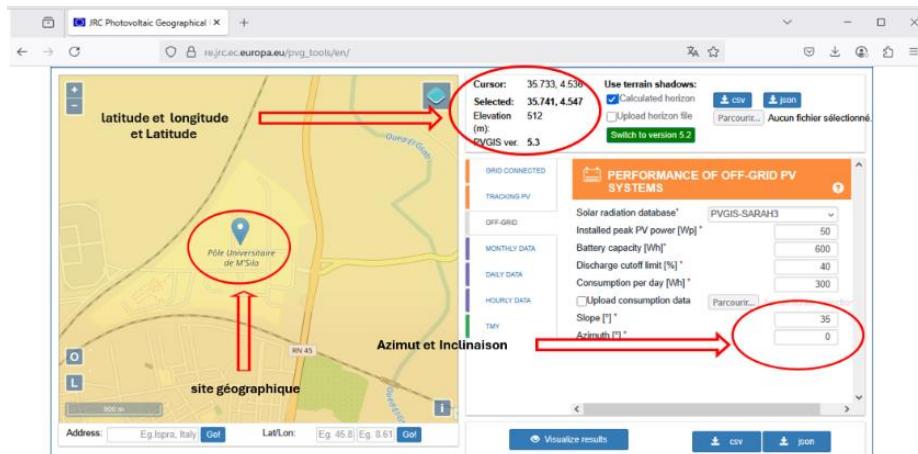 JRC Photovoltaic Geographical
re.jrc.ec.europa.eu/pvg_tools/en/
latitude et longitude
et Latitude
Oued El Gsab
Pôle Universitaire
de M'Sila
RN 45
site géographique
900 m
O
L
i
Address:
Eg.Ispra, Italy
Go!
Lat/Lon:
Eg. 45.8
Eg. 8.61
Go!
Cursor: 35.733, 4.536
Selected: 35.741, 4.547
Elevation 512
(m):
PVGIS ver. 5.3
Use terrain shadows:
Calculated horizon
csv
json
Upload horizon file
Parcourir...
Aucun fichier sélectionné.
Switch to version 5.2
GRID CONNECTED
TRACKING PV
OFF-GRID
MONTHLY DATA
DAILY DATA
HOURLY DATA
TMY
PERFORMANCE OF OFF-GRID PV
SYSTEMS
?
Solar radiation database*
PVGIS-SARAH3
Installed peak PV power [Wp] * 50
Battery capacity [Wh]* 600
Discharge cutoff limit [%] * 40
Consumption per day [Wh] * 300
Upload consumption data
Parcourir...
Slope [°] * 35
Azimuth [°] * 0
Azimut et Inclinaison
Visualize results
csv
json